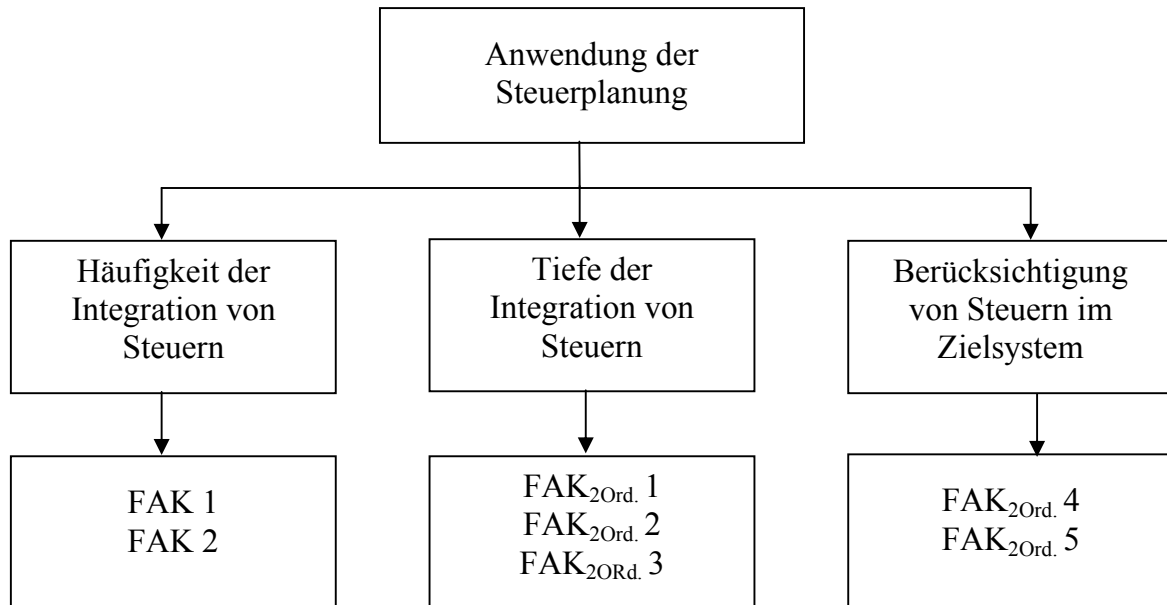 Anwendung der
Steuerplanung
Häufigkeit der
Integration von
Steuern
Tiefe der
Integration von
Steuern
Berücksichtigung
von Steuern im
Zielsystem
FAK 1
FAK 2
FAK2Ord. 1
FAK2Ord. 2
FAK2ORd. 3
FAK2Ord. 4
FAK2Ord. 5